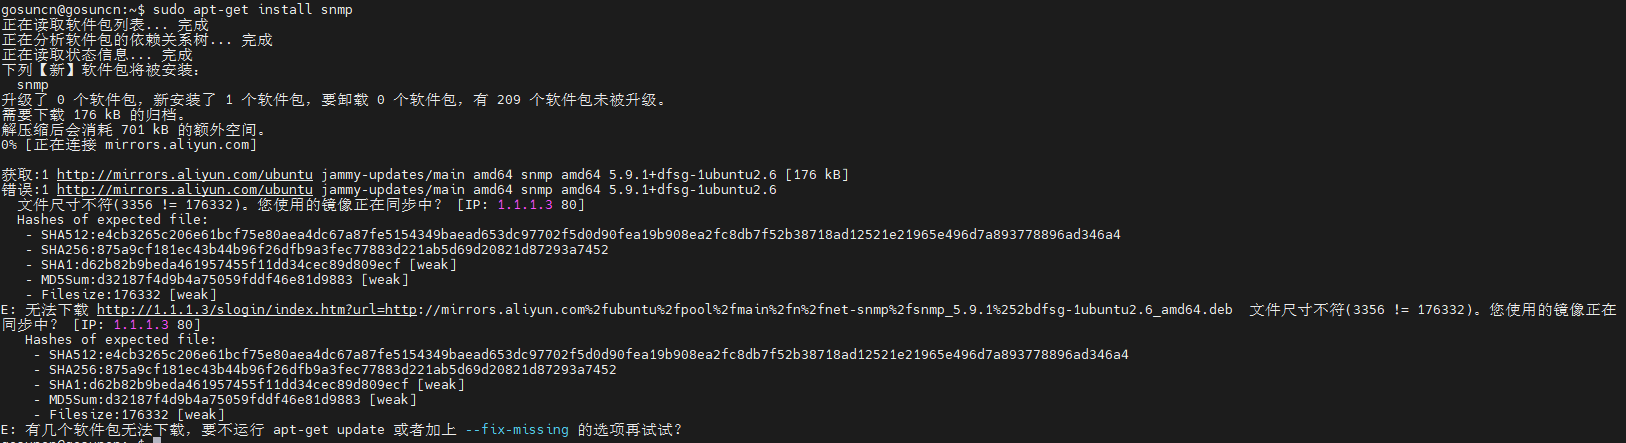 gosuncn@gosuncn:~$ sudo apt-get install snmp
正在读取软件包列表... 完成
正在分析软件包的依赖关系树... 完成
正在读取状态信息... 完成
下列【新】软件包将被安装：
  snmp
升级了 0 个软件包，新安装了 1 个软件包，要卸载 0 个软件包，有 209 个软件包未被升级。
需要下载 176 kB 的归档。
解压缩后会消耗 701 kB 的额外空间。
0% [正在连接 mirrors.aliyun.com]
获取:1 http://mirrors.aliyun.com/ubuntu jammy-updates/main amd64 snmp amd64 5.9.1+dfsg-1ubuntu2.6 [176 kB]
错误:1 http://mirrors.aliyun.com/ubuntu jammy-updates/main amd64 snmp amd64 5.9.1+dfsg-1ubuntu2.6
  文件尺寸不符(3356 != 176332)。您使用的镜像正在同步中？ [IP: 1.1.1.3 80]
  Hashes of expected file:
   - SHA512:e4cb3265c206e61bcf75e80aea4dc67a87fe5154349baead653dc97702f5d0d90fea19b908ea2fc8db7f52b38718ad12521e21965e496d7a893778896ad346a4
   - SHA256:875a9cf181ec43b44b96f26dfb9a3fec77883d221ab5d69d20821d87293a7452
   - SHA1:d62b82b9beda461957455f11dd34cec89d809ecf [weak]
   - MD5Sum:d32187f4d9b4a75059fddf46e81d9883 [weak]
   - Filesize:176332 [weak]
E: 无法下载 http://1.1.1.3/slogin/index.htm?url=http://mirrors.aliyun.com%2fubuntu%2fpool%2fmain%2fn%2fnet-snmp%2fsnmp_5.9.1%252bdfsg-1ubuntu2.6_amd64.deb  文件尺寸不符(3356 != 176332)。您使用的镜像正在
同步中？ [IP: 1.1.1.3 80]
   Hashes of expected file:
    - SHA512:e4cb3265c206e61bcf75e80aea4dc67a87fe5154349baead653dc97702f5d0d90fea19b908ea2fc8db7f52b38718ad12521e21965e496d7a893778896ad346a4
    - SHA256:875a9cf181ec43b44b96f26dfb9a3fec77883d221ab5d69d20821d87293a7452
    - SHA1:d62b82b9beda461957455f11dd34cec89d809ecf [weak]
    - MD5Sum:d32187f4d9b4a75059fddf46e81d9883 [weak]
    - Filesize:176332 [weak]
E: 有几个软件包无法下载，要不运行 apt-get update 或者加上 --fix-missing 的选项再试试？